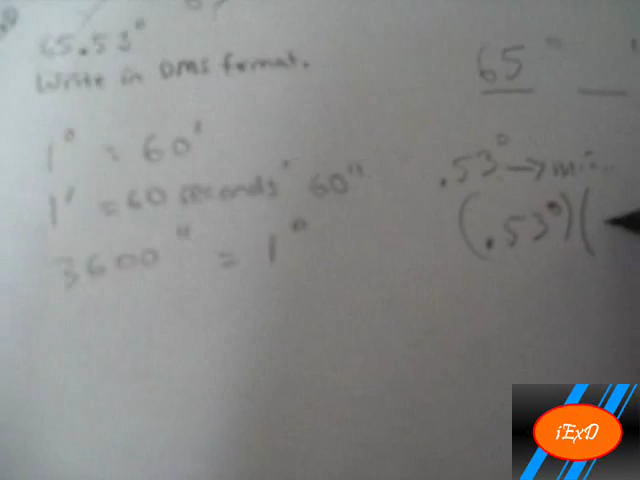 65.53°
Write in DMS format.
1° = 60'
1' = 60 seconds 60"
3600" = 1°
65°
.53° → min.
(.53°)(
iExD